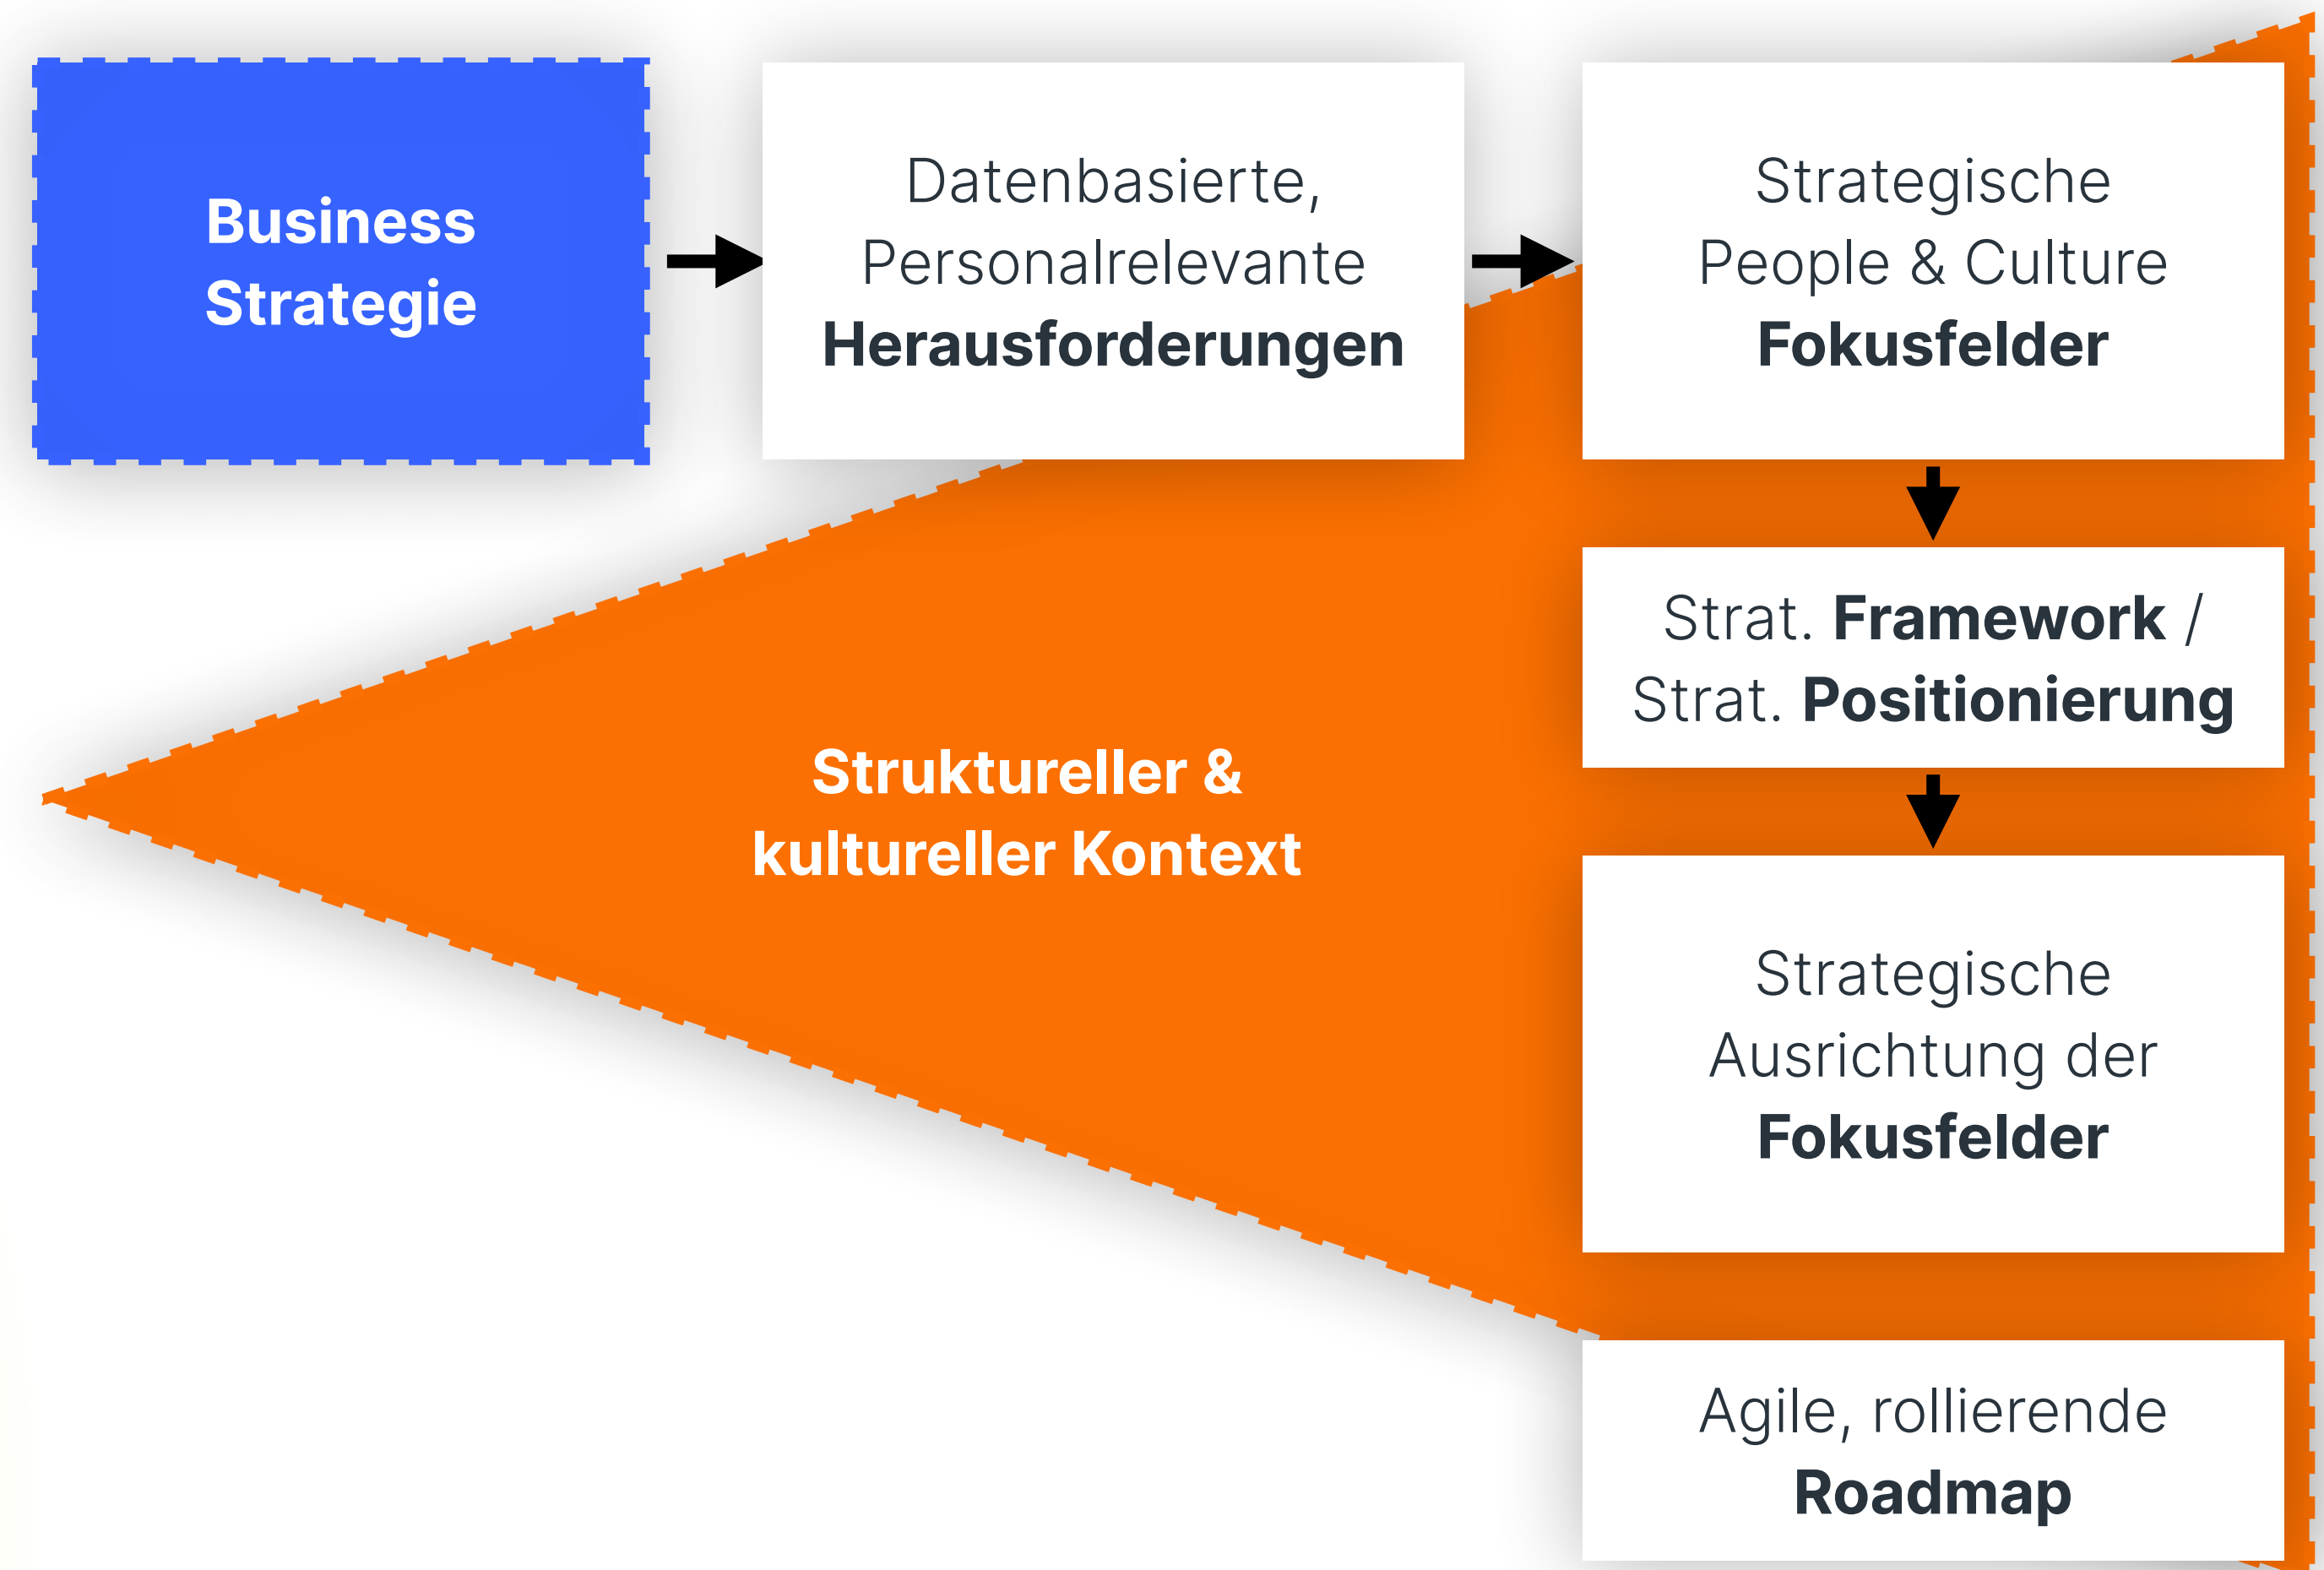 Business
Strategie
Datenbasierte,
Personalrelevante
Herausforderungen
Strategische
People & Culture
Fokusfelder
Strat. Framework /
Strat. Positionierung
Struktureller &
kultureller Kontext
Strategische
Ausrichtung der
Fokusfelder
Agile, rollierende
Roadmap